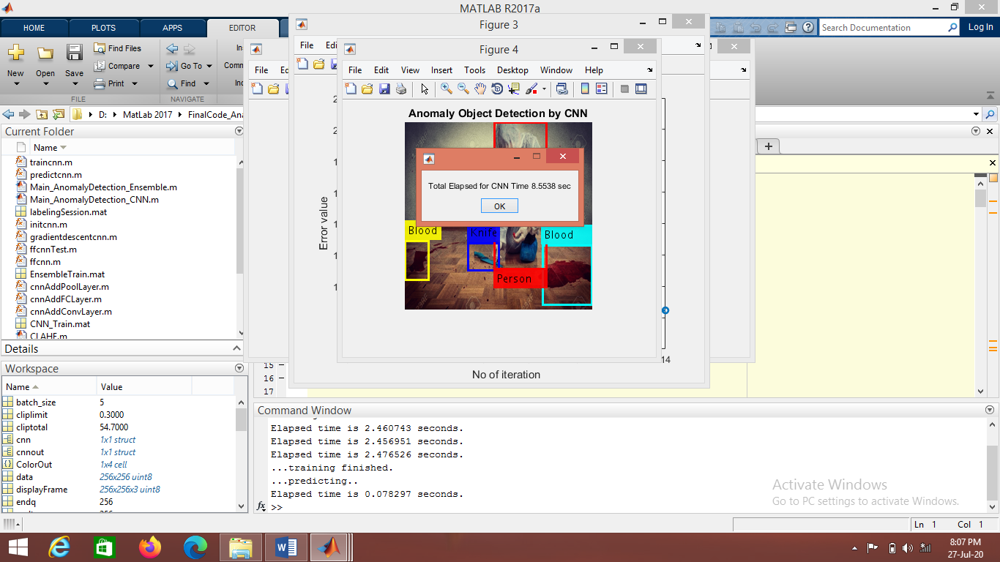 MATLAB R2017a
HOME
PLOTS
APPS
EDITOR
Search Documentation
Log In
New
Open
Save
Find Files
Compare
Print
Go To
Find
FILE
NAVIGATE
D:
MatLab 2017
FinalCode_Ana
Current Folder
Name
traincnn.m
predictcnn.m
Main_AnomalyDetection_Ensemble.m
Main_AnomalyDetection_CNN.m
labelingSession.mat
initcnn.m
gradientdescentcnn.m
ffcnnTest.m
ffcnn.m
EnsembleTrain.mat
cnnAddPoolLayer.m
cnnAddFCLayer.m
cnnAddConvLayer.m
CNN_Train.mat
CLAHE.m
Details
Workspace
Name Value
batch_size 5
cliplimit 0.3000
cliptotal 54.7000
cnn 1x1 struct
cnnout 1x1 struct
ColorOut 1x4 cell
data 256x256 uint8
displayFrame 256x256x3 uint8
endq 256
File
Figure 3
File
Error value
No of iteration
14
Figure 4
File Edit View Insert Tools Desktop Window Help
Anomaly Object Detection by CNN
Total Elapsed for CNN Time 8.5538 sec
OK
Blood
Knife
Blood
Person
15
16
17
Command Window
Elapsed time is 2.460743 seconds.
Elapsed time is 2.456951 seconds.
Elapsed time is 2.476526 seconds.
...training finished.
...predicting..
Elapsed time is 0.078297 seconds.
fx >>
Activate Windows
Go to PC settings to activate Windows.
Ln 1 Col 1
8:07 PM
27-Jul-20